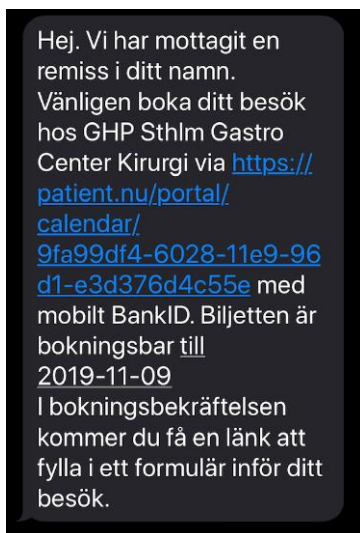 Hej. Vi har mottagit en
remiss i ditt namn.
Vänligen boka ditt besök
hos GHP Sthlm Gastro
Center Kirurgi via https://
patient.nu/portal/
calendar/
9fa99df4-6028-11e9-96
d1-e3d376d4c55e med
mobilt BankID. Biljetten är
bokningsbar till
2019-11-09
I bokningsbekräftelsen
kommer du få en länk att
fylla i ett formulär inför ditt
besök.